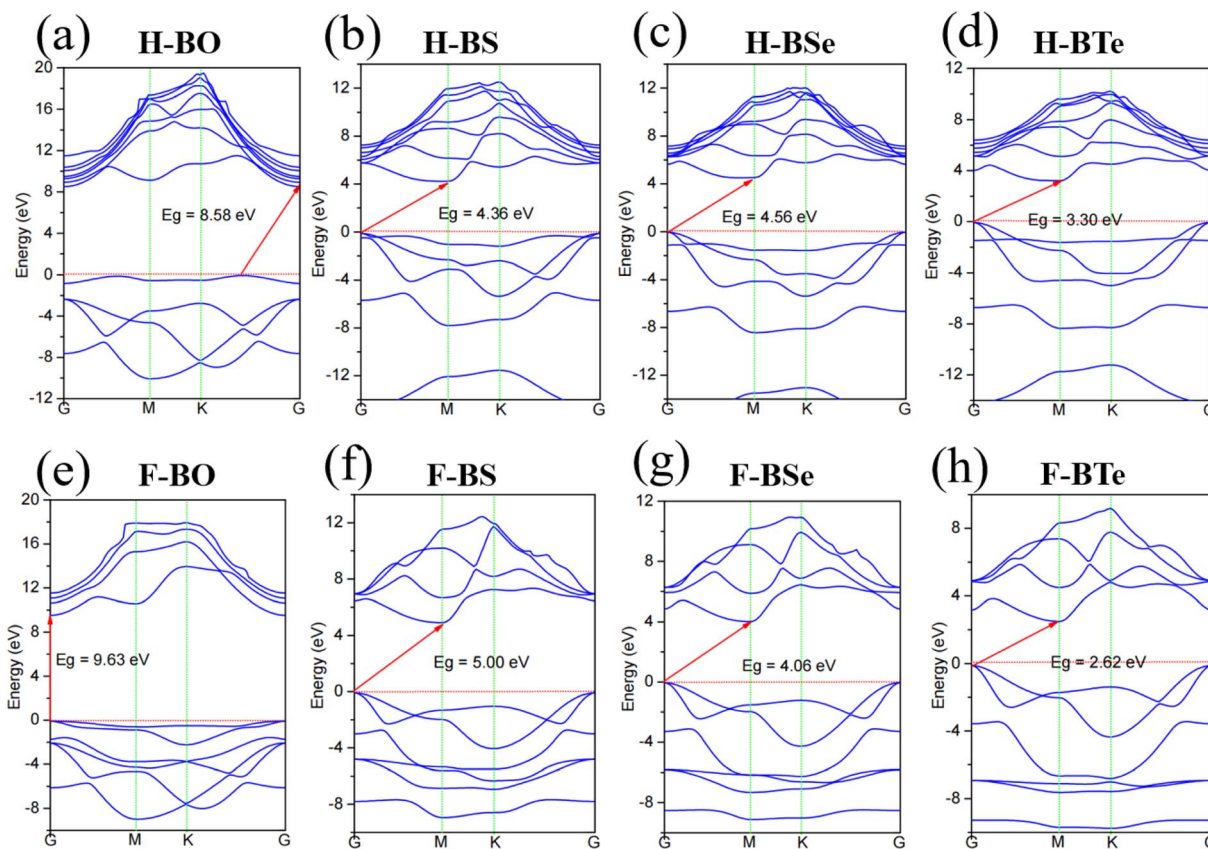 (a) H-BO
(b) H-BS
(c) H-BSe
(d) H-BTe
Energy (eV)
20
16
12
8
4
0
-4
-8
-12
Eg = 8.58 eV
G M K G
Energy (eV)
12
8
4
0
-4
-8
-12
Eg = 4.36 eV
G M K G
Energy (eV)
12
8
4
0
-4
-8
-12
Eg = 4.56 eV
G M K G
Energy (eV)
12
8
4
0
-4
-8
-12
Eg = 3.30 eV
G M K
(e) F-BO
(f) F-BS
(g) F-BSe
(h) F-BTe
Energy (eV)
20
16
12
8
4
0
-4
-8
Eg = 9.63 eV
G M K G
Energy (eV)
12
8
4
0
-4
-8
Eg = 5.00 eV
G M K G
Energy (eV)
12
8
4
0
-4
-8
Eg = 4.06 eV
G M K G
Energy (eV)
8
4
0
-4
-8
Eg = 2.62 eV
G M K